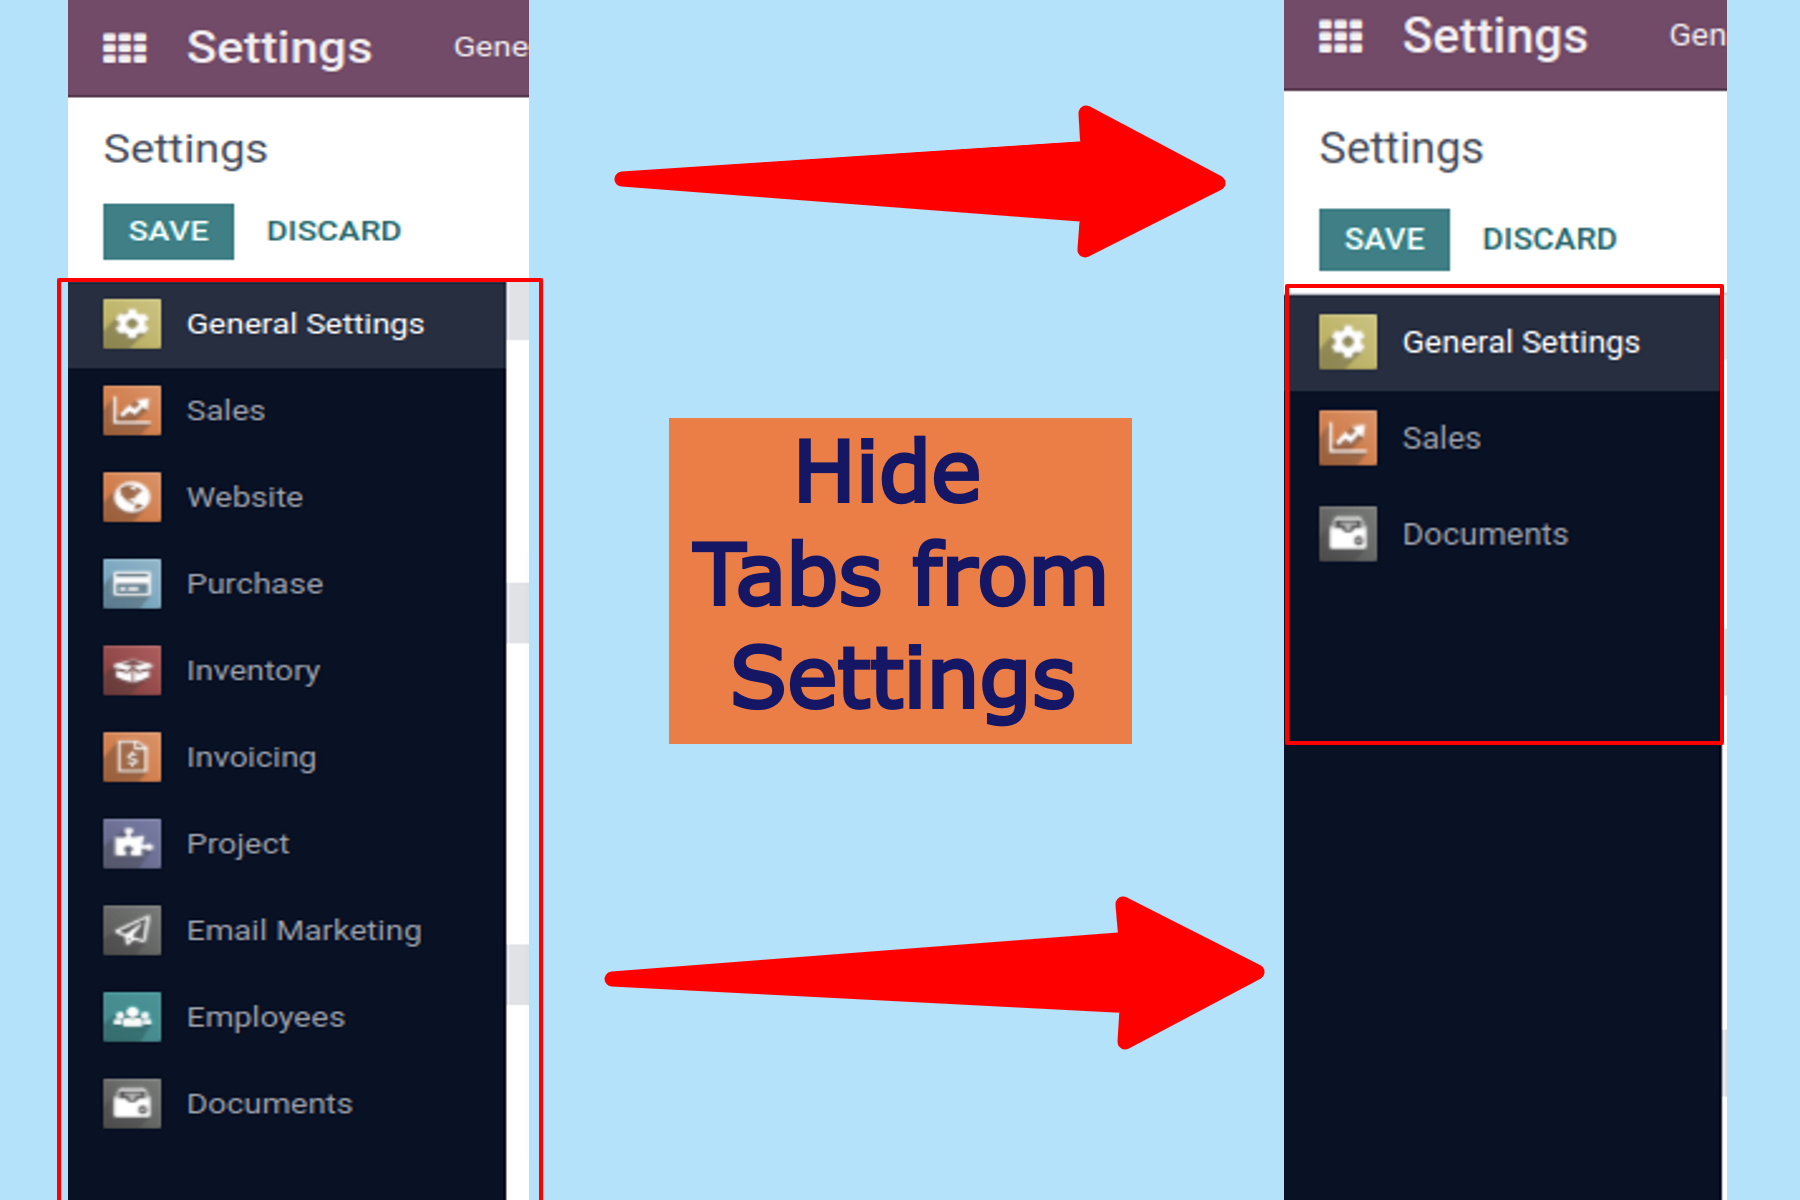 Settings Gene
Settings
SAVE DISCARD
General Settings
Sales
Website
Purchase
Inventory
Invoicing
Project
Email Marketing
Employees
Documents
Hide
Tabs from
Settings
Settings Gen
Settings
SAVE DISCARD
General Settings
Sales
Documents